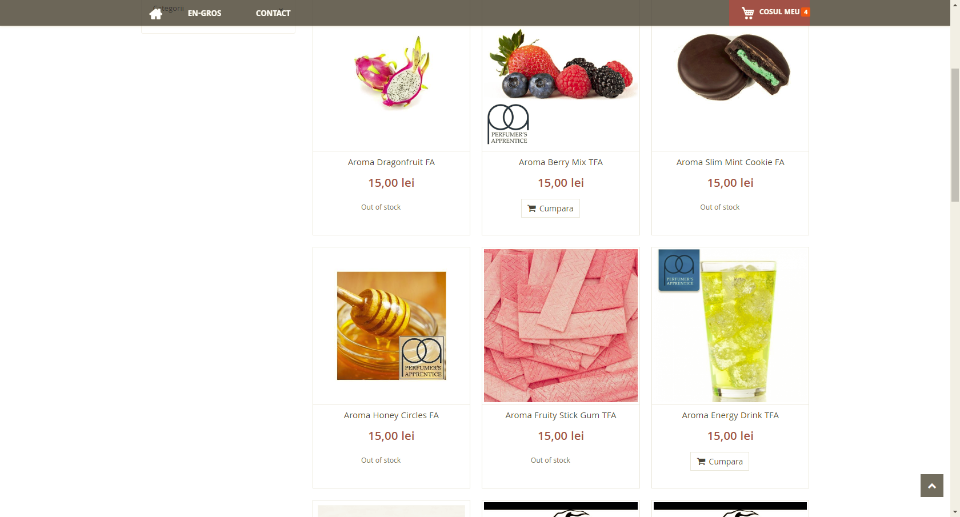 EN-GROS
CONTACT
COSUL MEU 4
PERFUMER'S
APPRENTICE
Aroma Dragonfruit FA
Aroma Berry Mix TFA
Aroma Slim Mint Cookie FA
15,00 lei
15,00 lei
15,00 lei
Out of stock
Cumpara
Out of stock
PERFUMER'S
APPRENTICE
PERFUMER'S
APPRENTICE
Aroma Honey Circles FA
Aroma Fruity Stick Gum TFA
Aroma Energy Drink TFA
15,00 lei
15,00 lei
15,00 lei
Out of stock
Out of stock
Cumpara